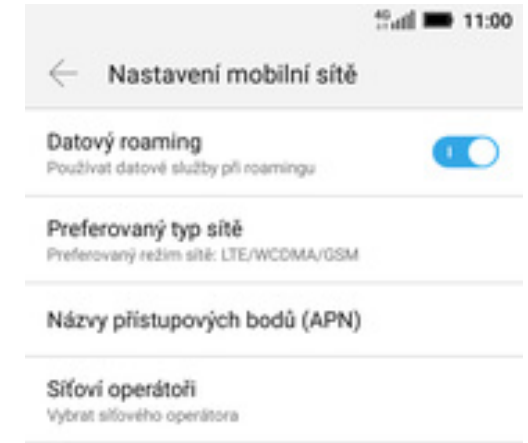 4G 11:00
Nastavení mobilní sítě
Datový roaming
Používat datové služby při roamingu
Preferovaný typ sítě
Preferovaný režim sítě: LTE/WCDMA/GSM
Názvy přístupových bodů (APN)
Síťoví operátoři
Vybrat síťového operátora